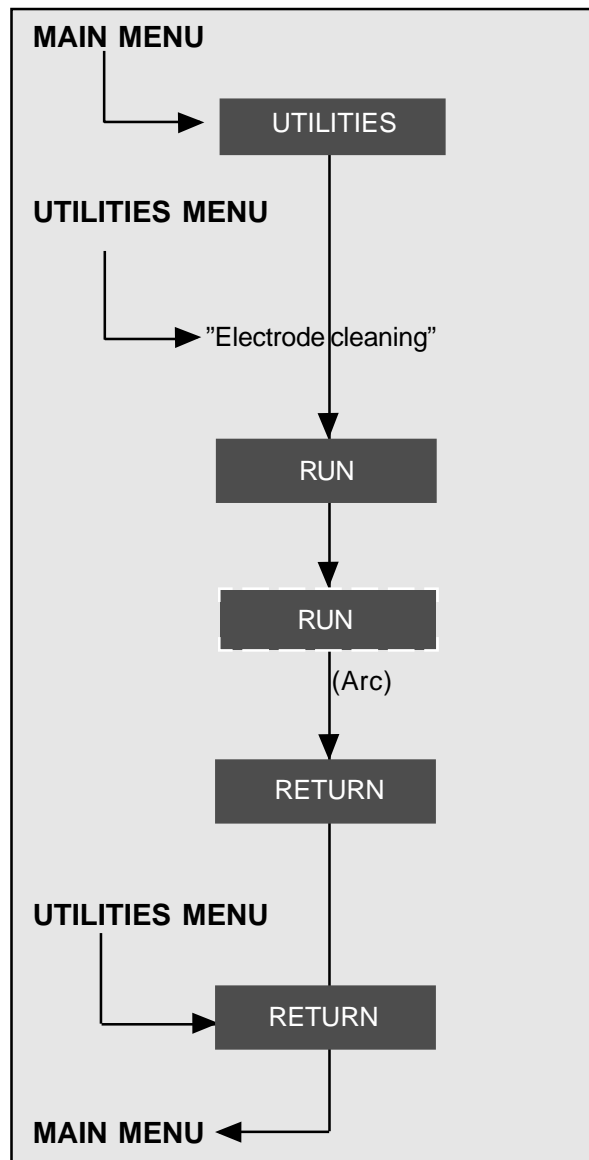 MAIN MENU
UTILITIES
UTILITIES MENU
”Electrode cleaning”
RUN
RUN
(Arc)
RETURN
UTILITIES MENU
RETURN
MAIN MENU